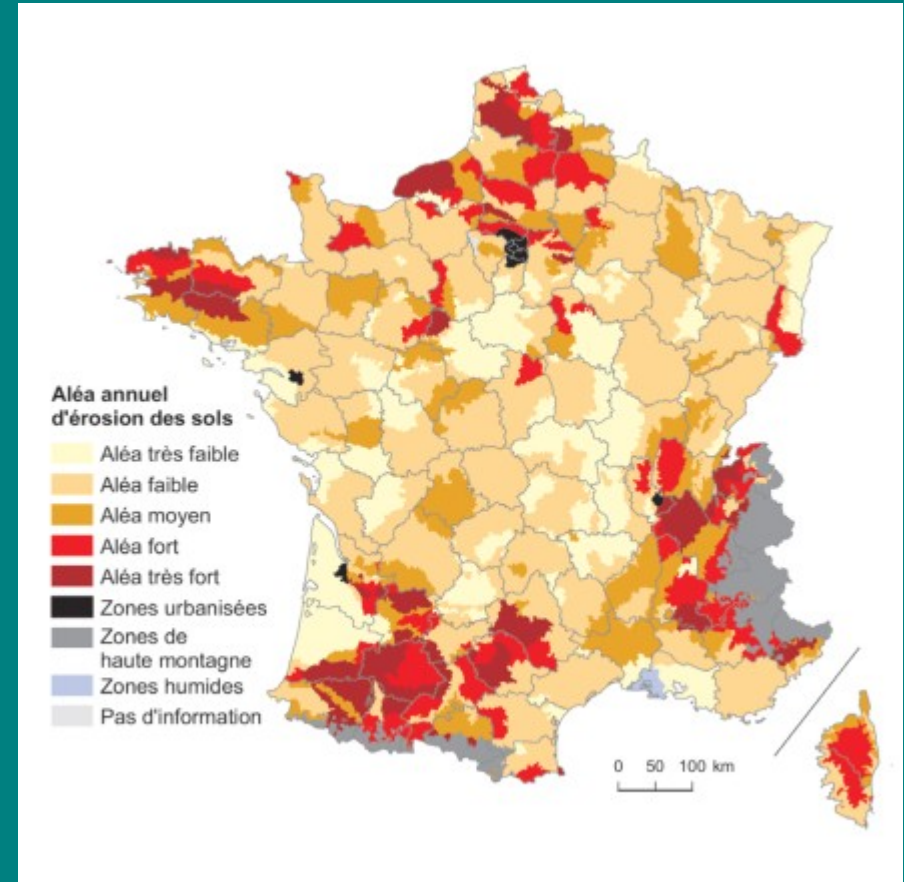 Aléa annuel
d'érosion des sols
Aléa très faible
Aléa faible
Aléa moyen
Aléa fort
Aléa très fort
Zones urbanisées
Zones de
haute montagne
Zones humides
Pas d'information
0 50 100 km